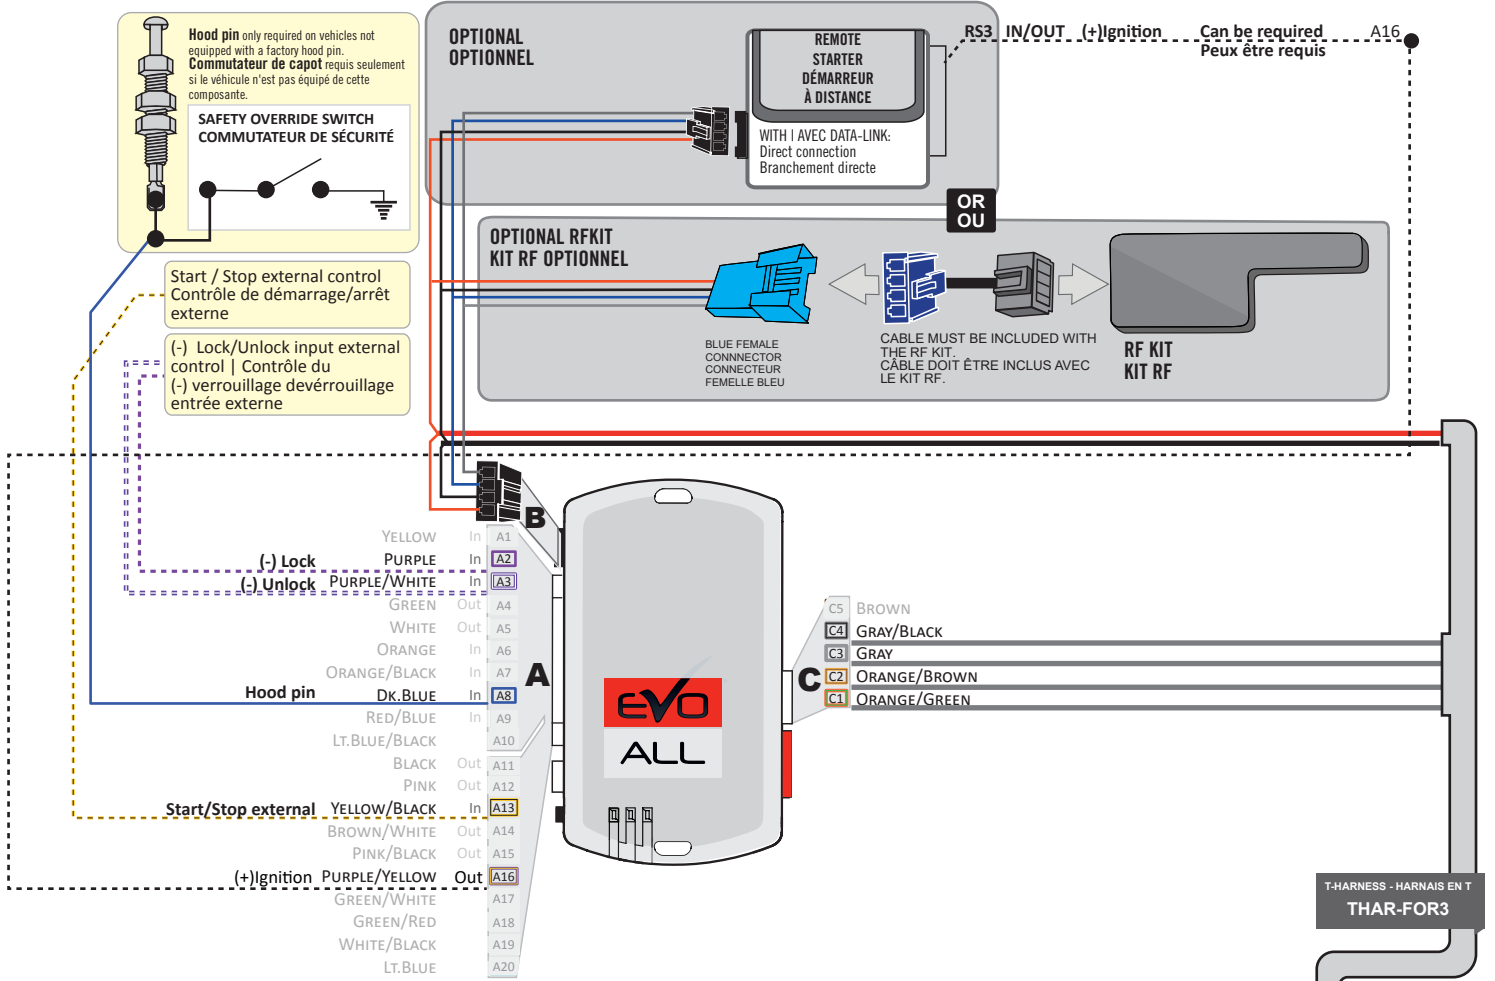 Hood pin only required on vehicles not
equipped with a factory hood pin.
Commutateur de capot requis seulement
si le véhicule n'est pas équipé de cette
composante.
SAFETY OVERRIDE SWITCH
COMMUTATEUR DE SÉCURITÉ
OPTIONAL
OPTIONNEL
REMOTE
STARTER
DÉMARREUR
À DISTANCE
WITH | AVEC DATA-LINK:
Direct connection
Branchement directe
RS3 IN/OUT (+)Ignition Can be required A16
Peux être requis
OR
OU
OPTIONAL RFKIT
KIT RF OPTIONNEL
BLUE FEMALE
CONNNECTOR
CONNECTEUR
FEMELLE BLEU
CABLE MUST BE INCLUDED WITH
THE RF KIT.
CÂBLE DOIT ÊTRE INCLUS AVEC
LE KIT RF.
RF KIT
KIT RF
Start / Stop external control
Contrôle de démarrage/arrêt
externe
(-) Lock/Unlock input external
control | Contrôle du
(-) verrouillage devérrouillage
entrée externe
B
YELLOW In A1
(-) Lock PURPLE In A2
(-) Unlock PURPLE/WHITE In A3
GREEN Out A4
WHITE Out A5
ORANGE In A6
ORANGE/BLACK In A7
Hood pin DK.BLUE In A8
RED/BLUE In A9
LT.BLUE/BLACK A10
BLACK Out A11
PINK Out A12
Start/Stop external YELLOW/BLACK In A13
BROWN/WHITE Out A14
PINK/BLACK Out A15
(+)Ignition PURPLE/YELLOW Out A16
GREEN/WHITE A17
GREEN/RED A18
WHITE/BLACK A19
LT.BLUE A20
A
EVO
ALL
C
C5 BROWN
C4 GRAY/BLACK
C3 GRAY
C2 ORANGE/BROWN
C1 ORANGE/GREEN
T-HARNESS - HARNAIS EN T
THAR-FOR3